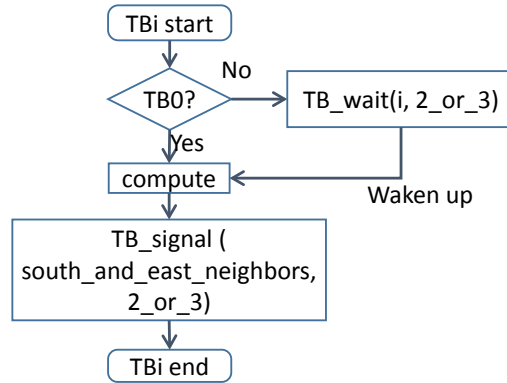 TBi start
No
TB0?
TB_wait(i, 2_or_3)
Yes
compute
Waken up
TB_signal (
south_and_east_neighbors,
2_or_3)
TBi end